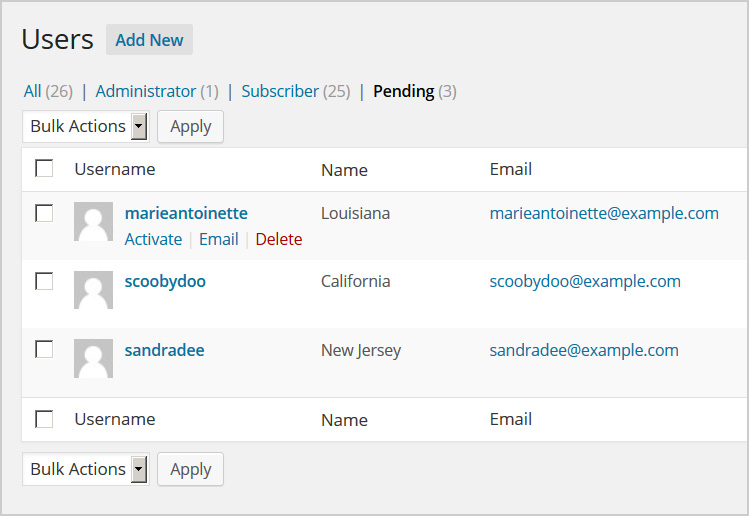 Users Add New
All (26) | Administrator (1) | Subscriber (25) | Pending (3)
Bulk Actions Apply
Username Name Email
marieantoinette Louisiana marieantoinette@example.com
Activate | Email | Delete
scoobydoo California scoobydoo@example.com
sandradee New Jersey sandradee@example.com
Username Name Email
Bulk Actions Apply